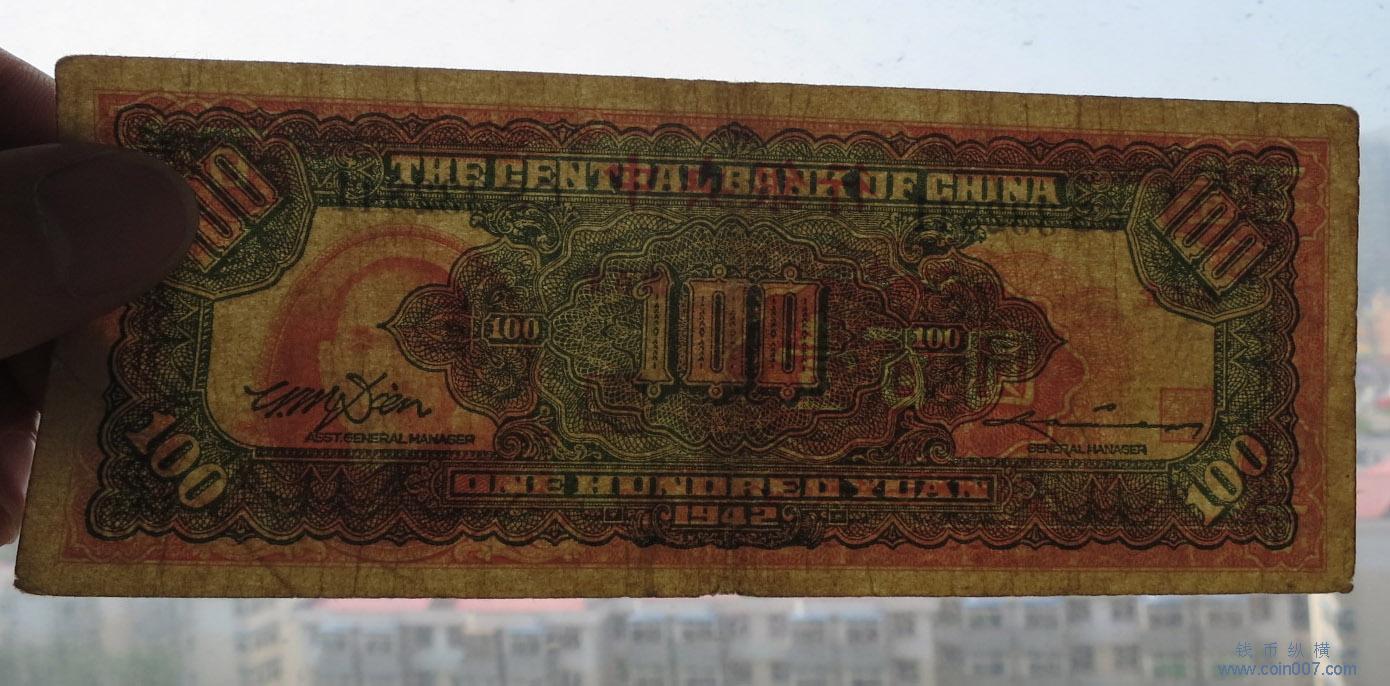 100 THE CENTRAL BANK OF CHINA 100
100 100 100
ASST. GENERAL MANAGER
GENERAL MANAGER
100 ONE HUNDRED YUAN 100
1942
钱币纵横
www.coin007.com